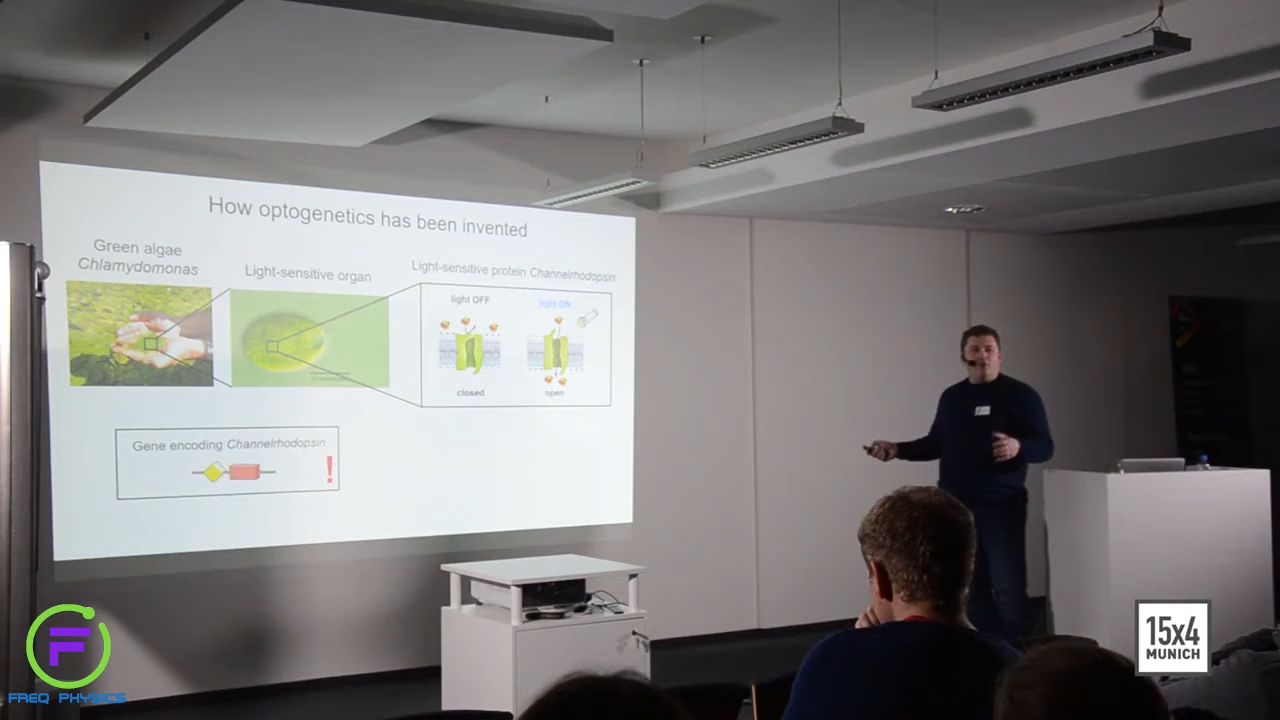 How optogenetics has been invented
Green algae
Chlamydomonas
Light-sensitive organ
Light-sensitive protein Channelrhodopsin
light OFF
light ON
closed
open
Gene encoding Channelrhodopsin
!
F
FREQ PHYSICS
15x4
MUNICH